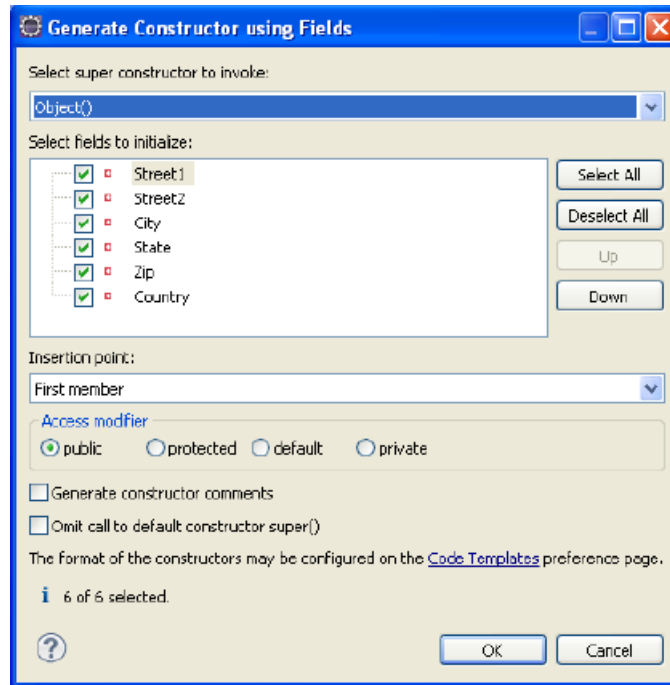 Generate Constructor using Fields
Select super constructor to invoke:
Object()
Select fields to initialize:
Street1
Select All
Street2
Deselect All
City
State
Up
Zip
Country
Down
Insertion point:
First member
Access modifier
public protected default private
Generate constructor comments
Omit call to default constructor super()
The format of the constructors may be configured on the Code Templates preference page.
i 6 of 6 selected.
? OK Cancel